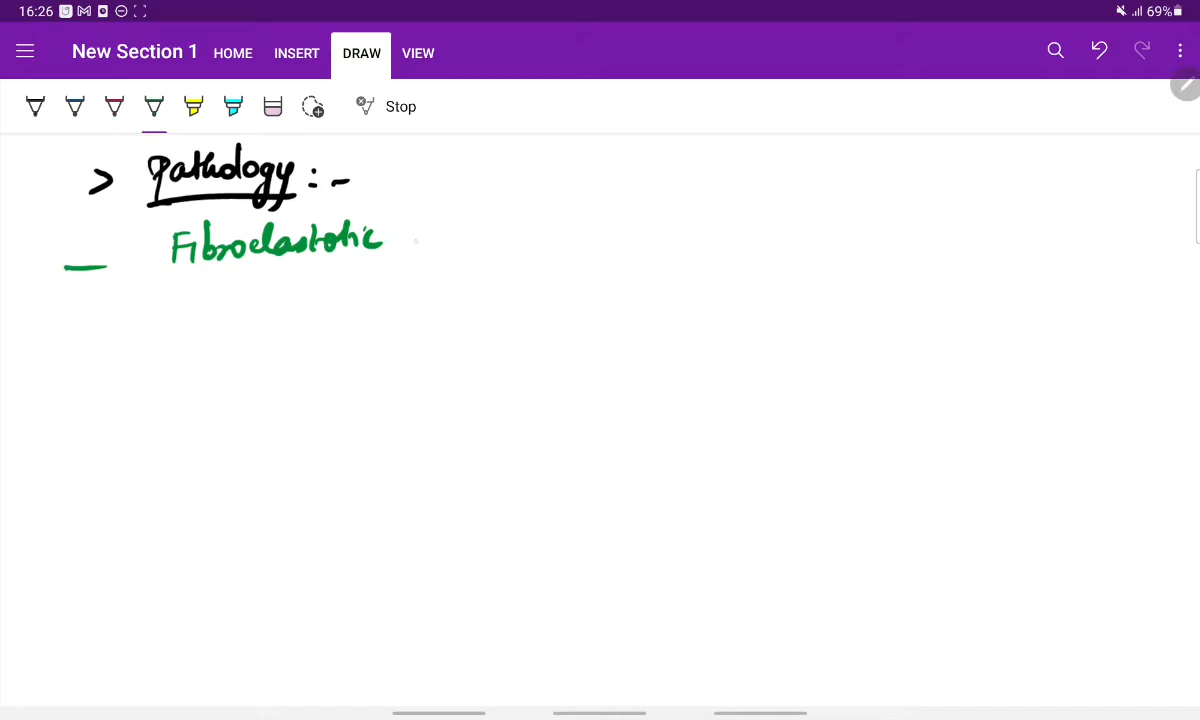 16:26 69%
New Section 1 HOME INSERT DRAW VIEW
Stop
> Pathology :-
Fibroelastotic